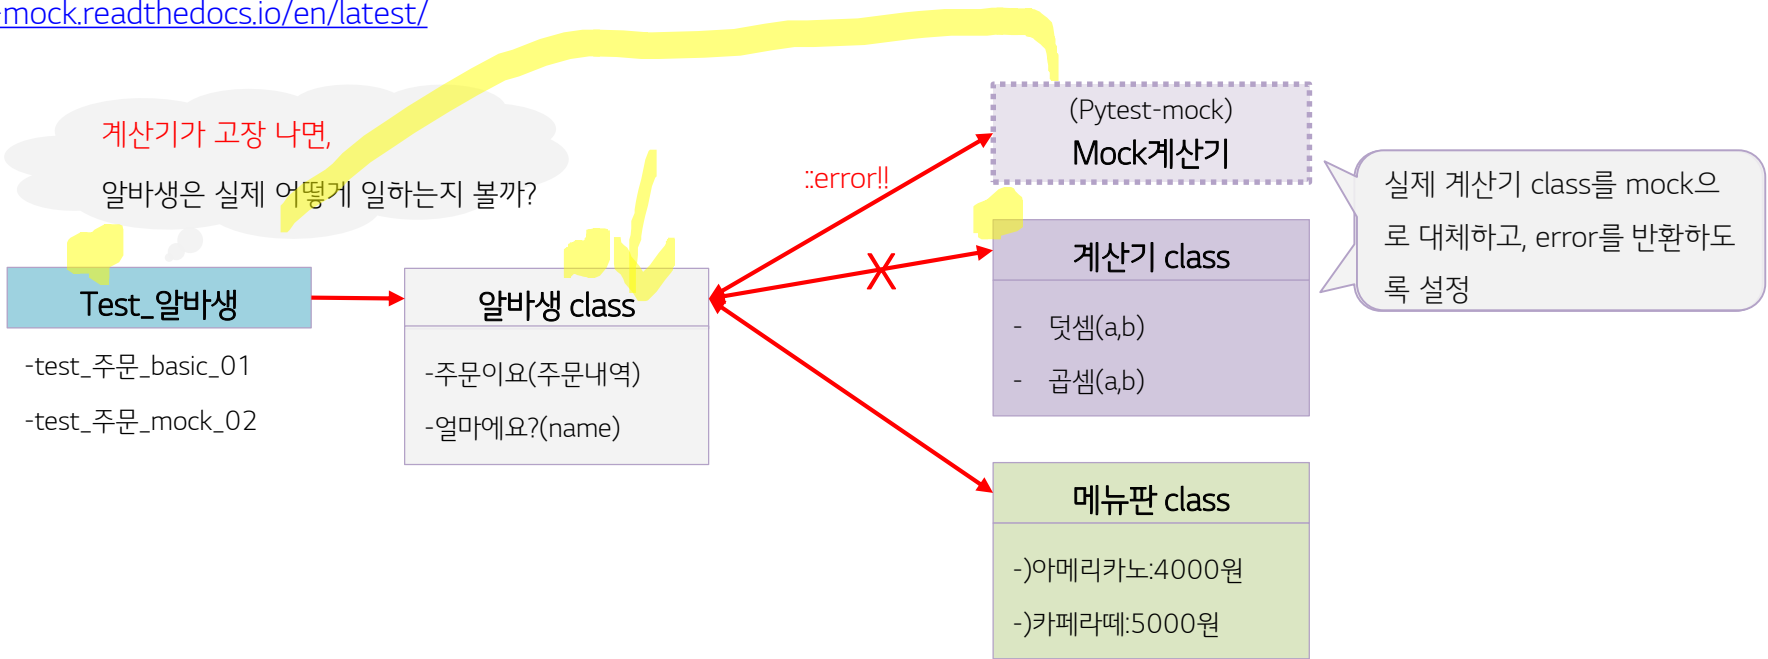 -mock.readthedocs.io/en/latest/
계산기가 고장 나면,
알바생은 실제 어떻게 일하는지 볼까?
Test_알바생
-test_주문_basic_01
-test_주문_mock_02
알바생 class
-주문이요(주문내역)
-얼마에요?(name)
::error!!
X
(Pytest-mock)
Mock계산기
계산기 class
- 덧셈(a,b)
- 곱셈(a,b)
메뉴판 class
-)아메리카노:4000원
-)카페라떼:5000원
실제 계산기 class를 mock으
로 대체하고, error를 반환하도
록 설정